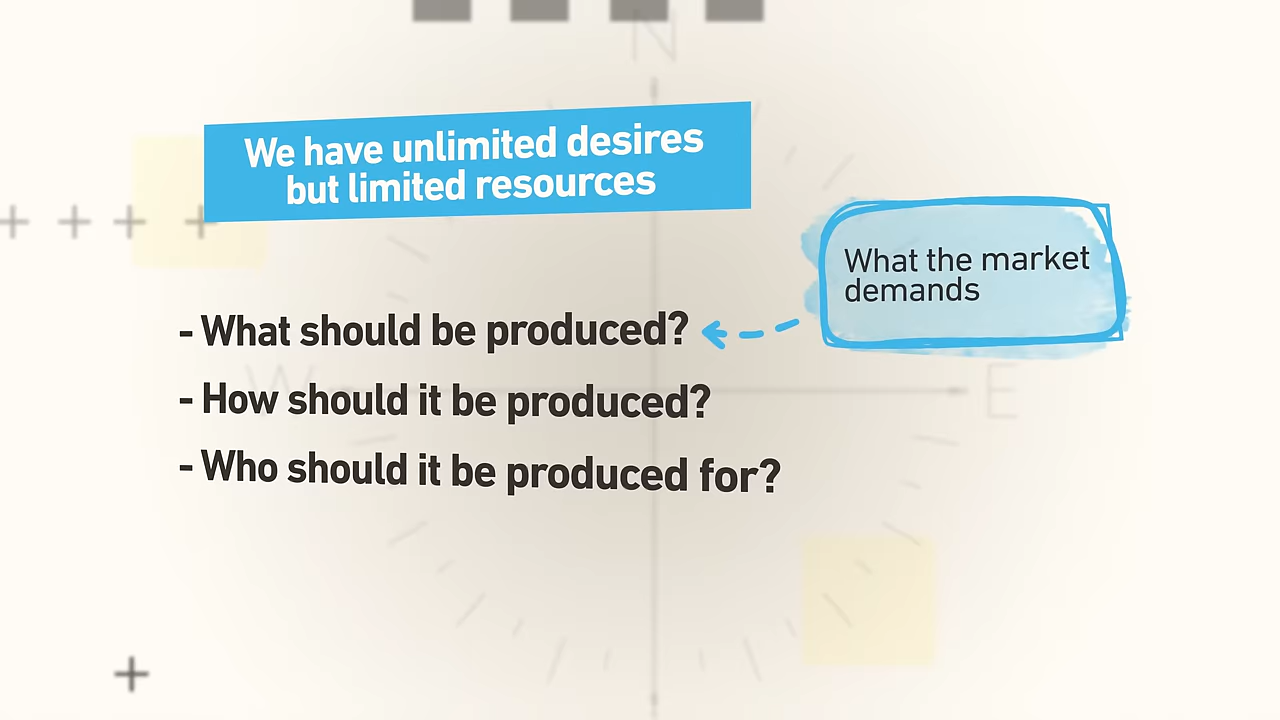 N
We have unlimited desires
but limited resources
What the market
demands
- What should be produced?
W
E
- How should it be produced?
- Who should it be produced for?